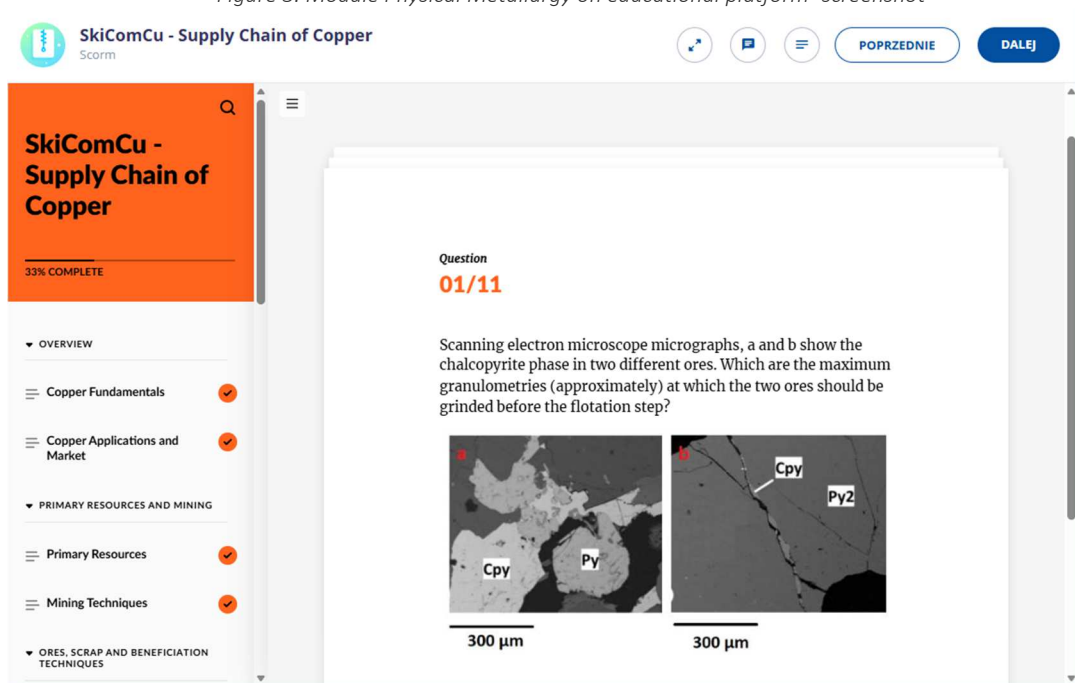 Figure 3. Module Physical Metallurgy on educational platform- screenshot
SkiComCu - Supply Chain of Copper
Scorm
POPRZEDNIE
DALEJ
SkiComCu -
Supply Chain of
Copper
33% COMPLETE
OVERVIEW
Copper Fundamentals
Copper Applications and
Market
PRIMARY RESOURCES AND MINING
Primary Resources
Mining Techniques
ORES, SCRAP AND BENEFICIATION
TECHNIQUES
Question
01/11
Scanning electron microscope micrographs, a and b show the
chalcopyrite phase in two different ores. Which are the maximum
granulometries (approximately) at which the two ores should be
grinded before the flotation step?
a
Cpy
Py
b
Cpy
Py2
300 µm
300 µm